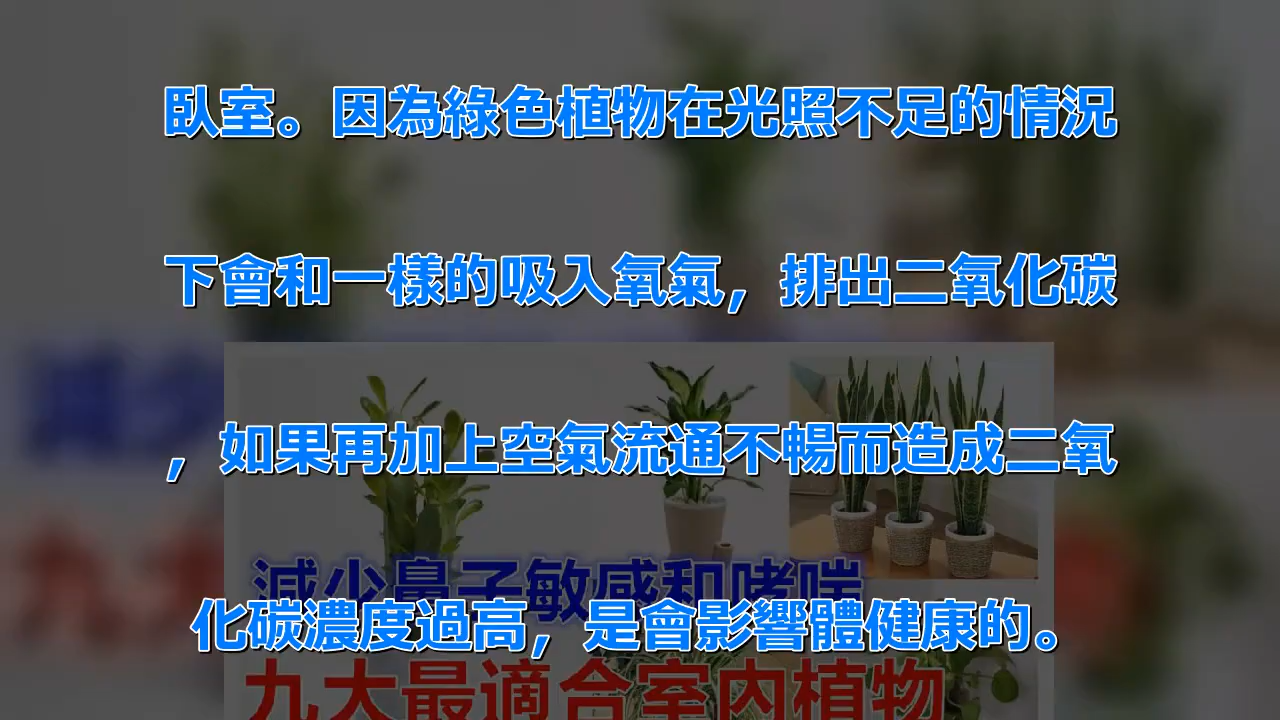 臥室。因為綠色植物在光照不足的情況
下會和一樣的吸入氧氣，排出二氧化碳
，如果再加上空氣流通不暢而造成二氧
減少鼻子敏感和哮喘
化碳濃度過高，是會影響體健康的。
九大最適合室內植物